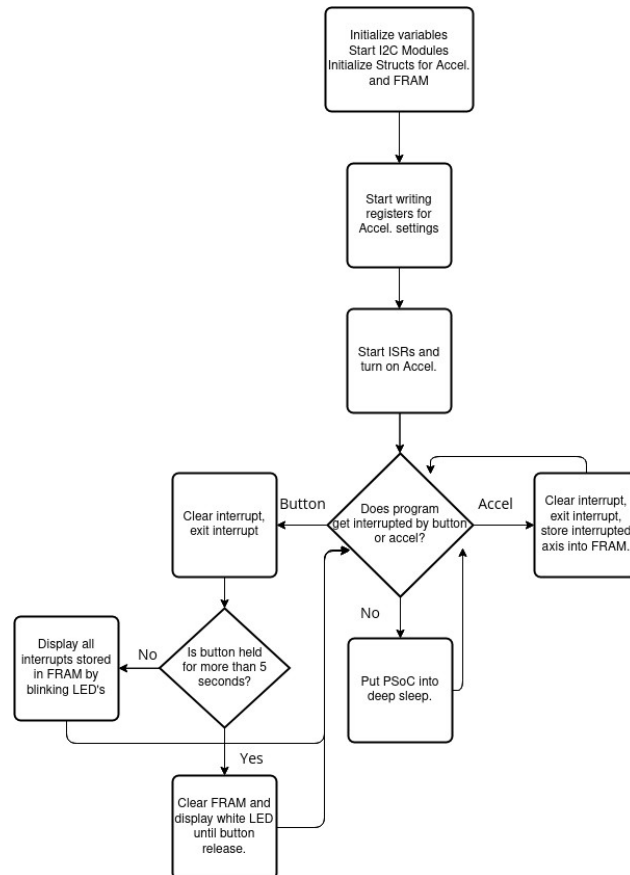 Initialize variables
Start I2C Modules
Initialize Structs for Accel.
and FRAM
Start writing
registers for
Accel. settings
Start ISRs and
turn on Accel.
Does program
get interrupted by button
or accel?
Button
Accel
No
Clear interrupt,
exit interrupt
Clear interrupt,
exit interrupt,
store interrupted
axis into FRAM.
Is button held
for more than 5
seconds?
No
Yes
Display all
interrupts stored
in FRAM by
blinking LED's
Put PSoC into
deep sleep.
Clear FRAM and
display white LED
until button
release.